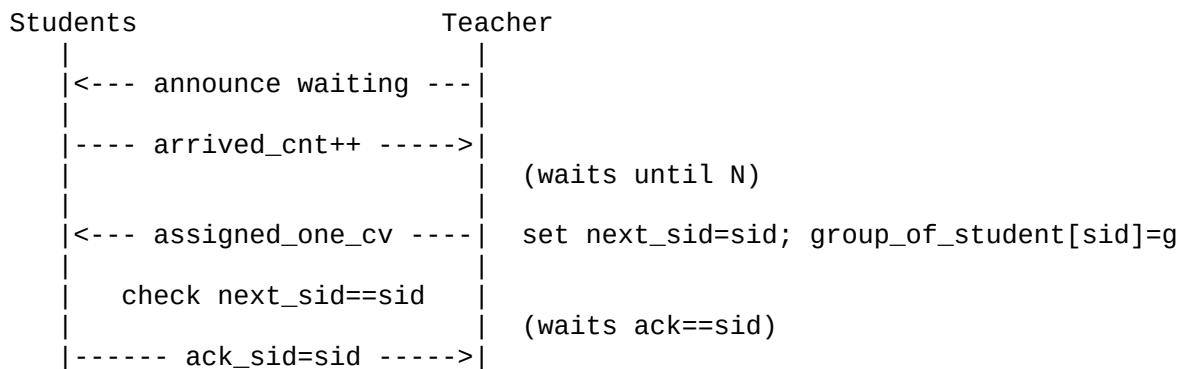 Students Teacher
<--- announce waiting ---
---- arrived_cnt++ ----->
(waits until N)
<--- assigned_one_cv ---- set next_sid=sid; group_of_student[sid]=g
check next_sid==sid
(waits ack==sid)
------ ack_sid=sid ----->